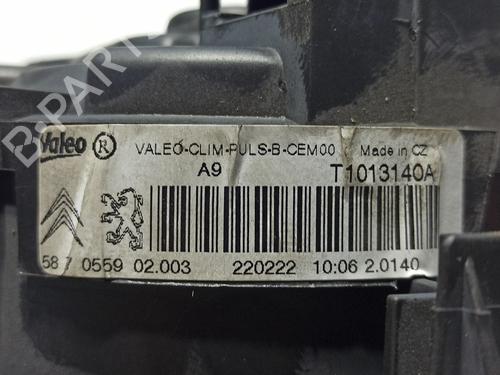 B-PARTS
Valeo ® VALEO-CLIM-PULS-B-CEM00 Made in CZ
A9 T1013140A
58 7 0559 02.003 220222 10:06 2.0140